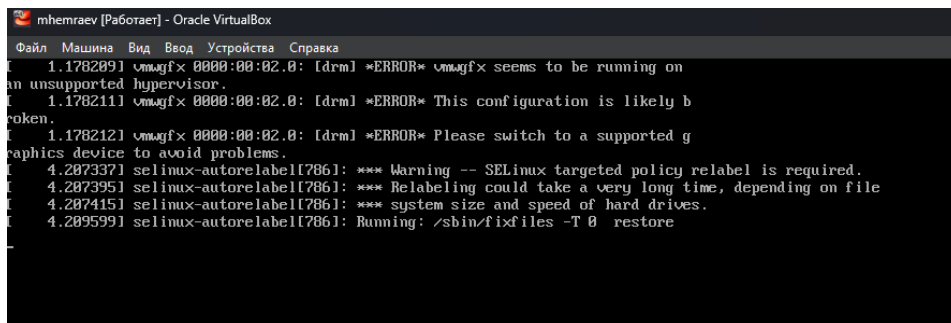 mhemraev [Работает] - Oracle VirtualBox
Файл Машина Вид Ввод Устройства Справка
[    1.178209] vmwgfx 0000:00:02.0: [drm] *ERROR* vmwgfx seems to be running on
an unsupported hypervisor.
[    1.178211] vmwgfx 0000:00:02.0: [drm] *ERROR* This configuration is likely b
roken.
[    1.178212] vmwgfx 0000:00:02.0: [drm] *ERROR* Please switch to a supported g
raphics device to avoid problems.
[    4.207337] selinux-autorelabel[786]: *** Warning -- SELinux targeted policy relabel is required.
[    4.207395] selinux-autorelabel[786]: *** Relabeling could take a very long time, depending on file
[    4.207415] selinux-autorelabel[786]: *** system size and speed of hard drives.
[    4.209599] selinux-autorelabel[786]: Running: /sbin/fixfiles -T 0  restore